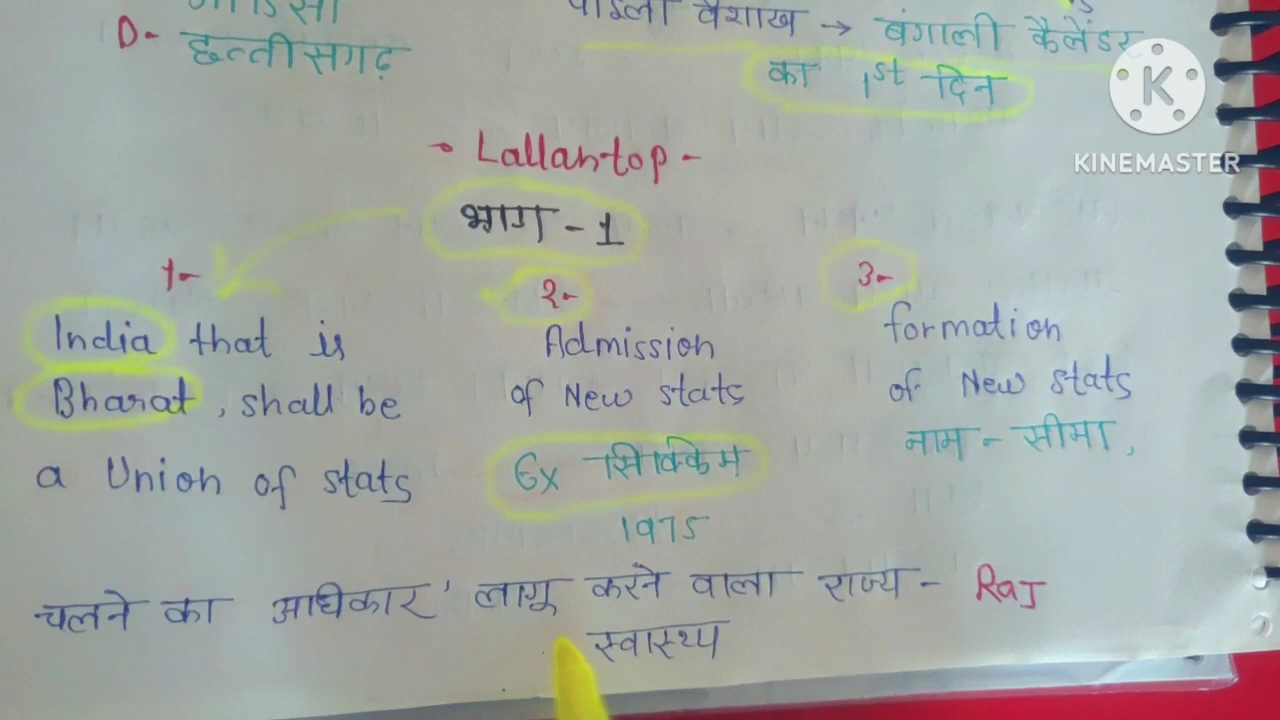 D- छत्तीसगढ़
वैशाख → बंगाली कैलेंडर
का 1st दिन
K
KINEMASTER
Lallantop -
भाग - 1
1-
India that is
Bharat, shall be
a Union of stats
2-
Admission
of New stats
Ex सिक्किम
1975
3-
formation
of New stats
नाम - सीमा,
चलने का अधिकार' लागू करने वाला राज्य - Raj
स्वास्थ्य